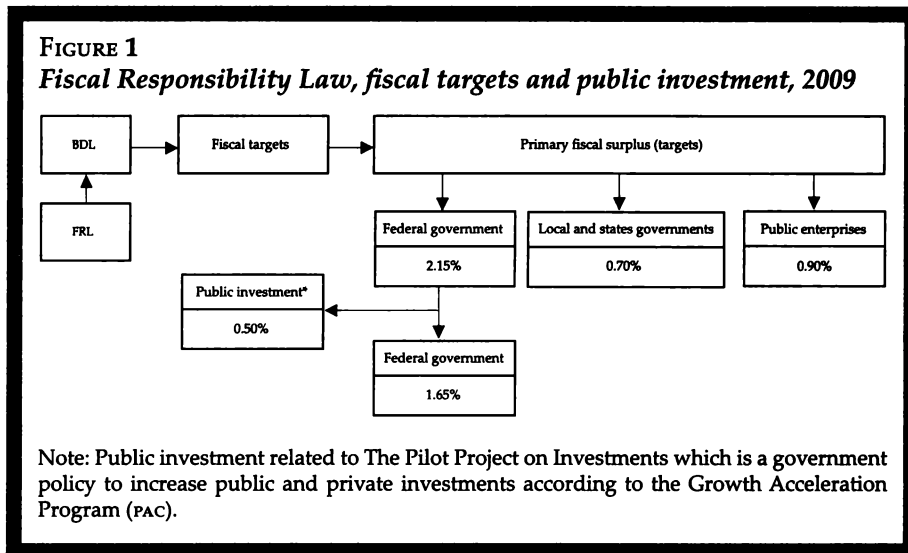 FIGURE 1
Fiscal Responsibility Law, fiscal targets and public investment, 2009
BDL
Fiscal targets
Primary fiscal surplus (targets)
FRL
Federal government
Local and states governments
Public enterprises
2.15%
0.70%
0.90%
Public investment*
0.50%
Federal government
1.65%
Note: Public investment related to The Pilot Project on Investments which is a government
policy to increase public and private investments according to the Growth Acceleration
Program (PAC).